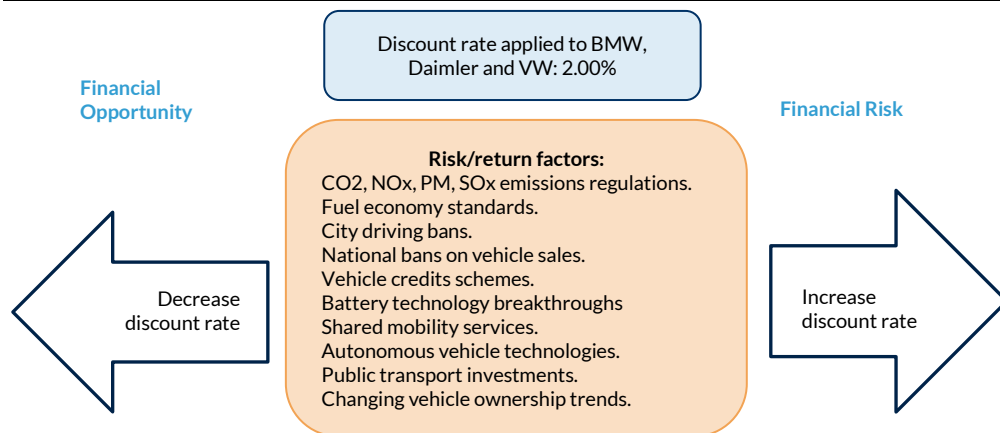 Discount rate applied to BMW,
Daimler and VW: 2.00%
Financial
Opportunity
Financial Risk
Risk/return factors:
CO2, NOx, PM, SOx emissions regulations.
Fuel economy standards.
City driving bans.
National bans on vehicle sales.
Vehicle credits schemes.
Battery technology breakthroughs
Shared mobility services.
Autonomous vehicle technologies.
Public transport investments.
Changing vehicle ownership trends.
Decrease
discount rate
Increase
discount rate